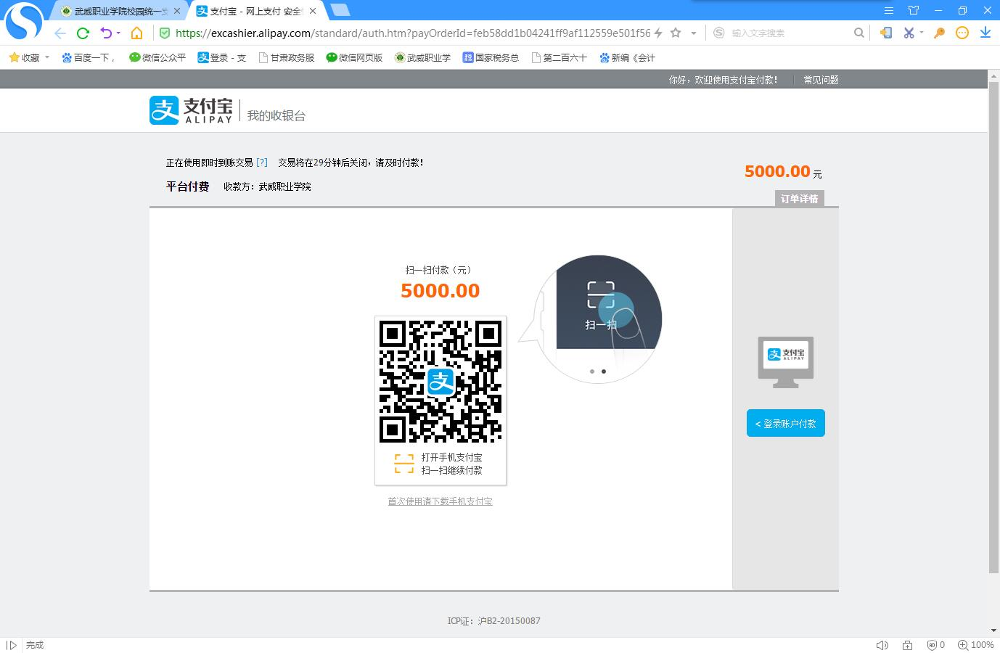 武威职业学院校园统一支
支付宝 - 网上支付 安全
https://excashier.alipay.com/standard/auth.htm?payOrderId=feb58dd1b04241ff9af112559e501f56
输入文字搜索
收藏 百度一下, 微信公众平 登录 - 支 甘肃政务服 微信网页版 武威职业学 国家税务总 第二百六十 新编《会计
你好,欢迎使用支付宝付款! 常见问题
支付宝 ALIPAY 我的收银台
正在使用即时到账交易 [?] 交易将在29分钟后关闭,请及时付款!
5000.00 元
平台付费 收款方:武威职业学院
订单详情
扫一扫付款(元)
5000.00
扫一扫
支付宝
ALIPAY
< 登录账户付款
打开手机支付宝
扫一扫继续付款
首次使用请下载手机支付宝
ICP证:沪B2-20150087
完成 0 100%